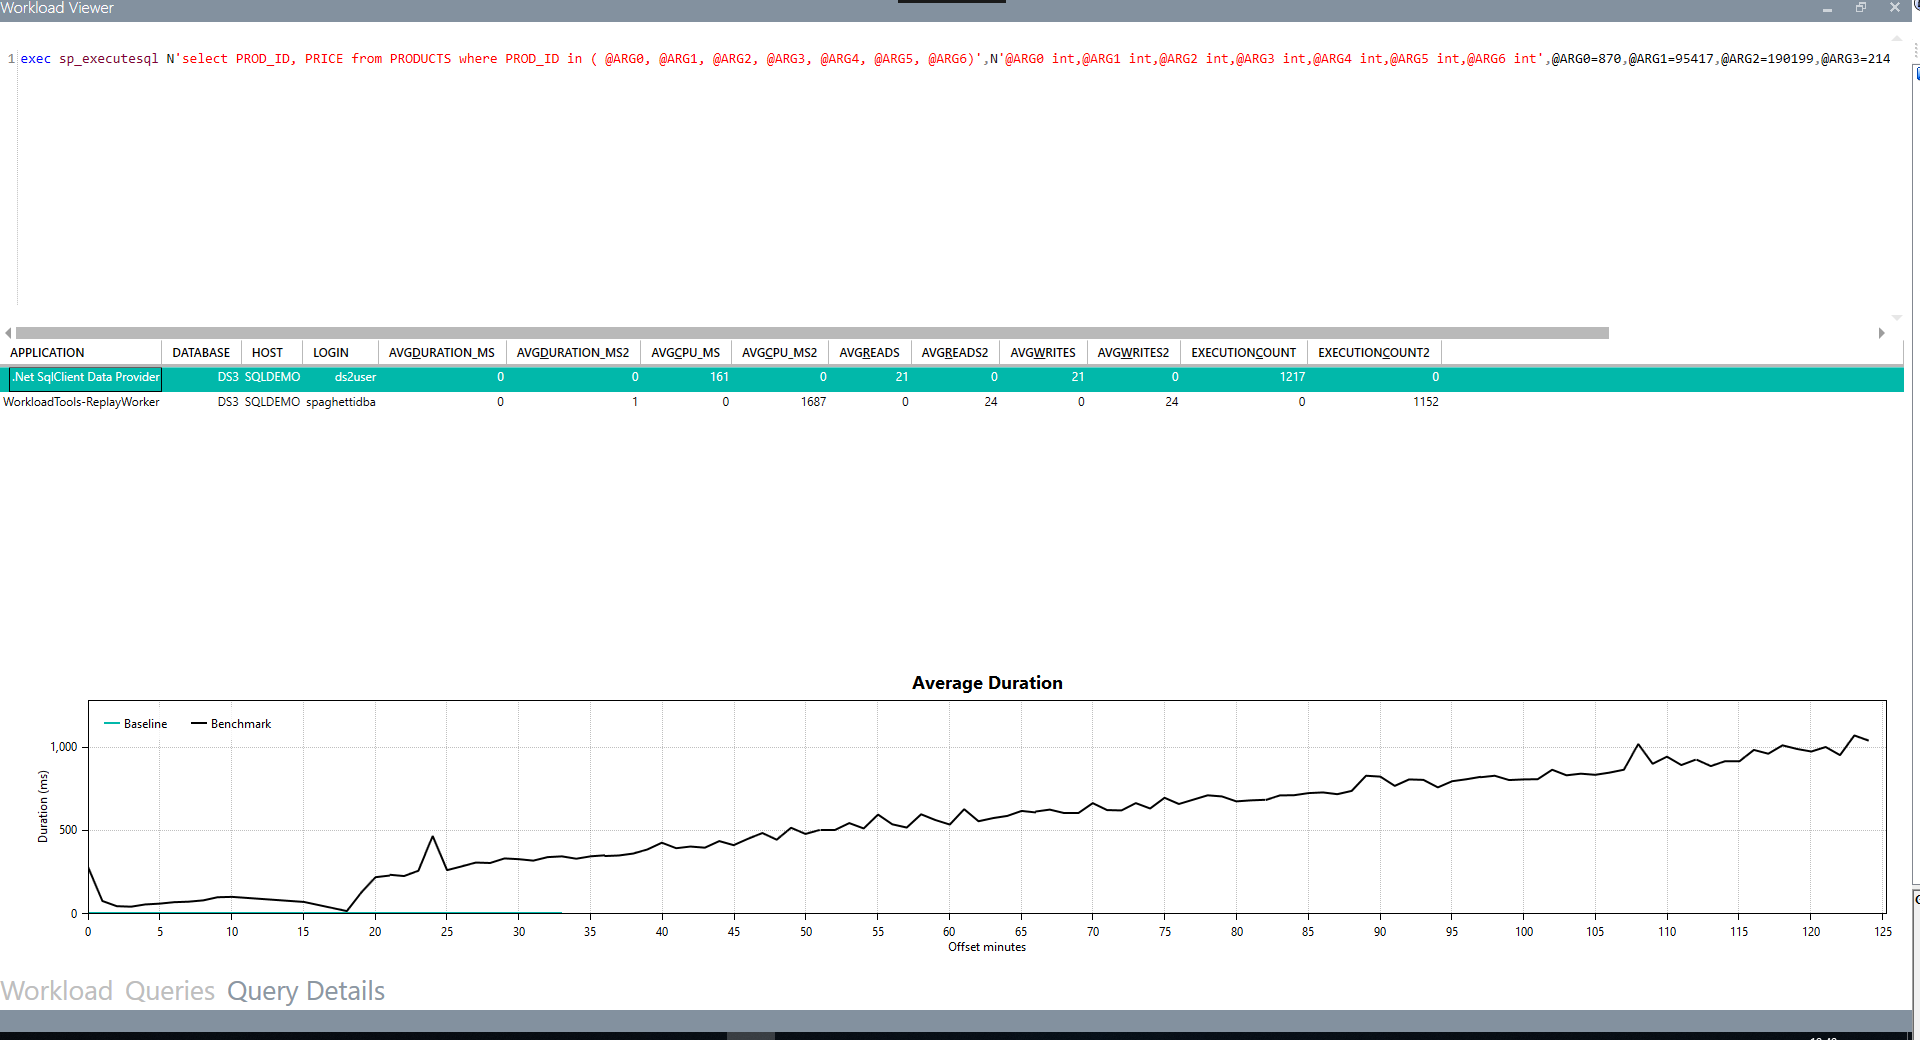 Workload Viewer
1 exec sp_executesql N'select PROD_ID, PRICE from PRODUCTS where PROD_ID in ( @ARG0, @ARG1, @ARG2, @ARG3, @ARG4, @ARG5, @ARG6)',N'@ARG0 int,@ARG1 int,@ARG2 int,@ARG3 int,@ARG4 int,@ARG5 int,@ARG6 int',@ARG0=870,@ARG1=95417,@ARG2=190199,@ARG3=214
APPLICATION DATABASE HOST LOGIN AVGDURATION_MS AVGDURATION_MS2 AVGCPU_MS AVGCPU_MS2 AVGREADS AVGREADS2 AVGWRITES AVGWRITES2 EXECUTIONCOUNT EXECUTIONCOUNT2
.Net SqlClient Data Provider DS3 SQLDEMO ds2user 0 0 161 0 21 0 21 0 1217 0
WorkloadTools-ReplayWorker DS3 SQLDEMO spaghettidba 0 1 0 1687 0 24 0 24 0 1152
Average Duration
Baseline Benchmark
1,000
500
0
Duration (ms)
0 5 10 15 20 25 30 35 40 45 50 55 60 65 70 75 80 85 90 95 100 105 110 115 120 125
Offset minutes
Workload Queries Query Details